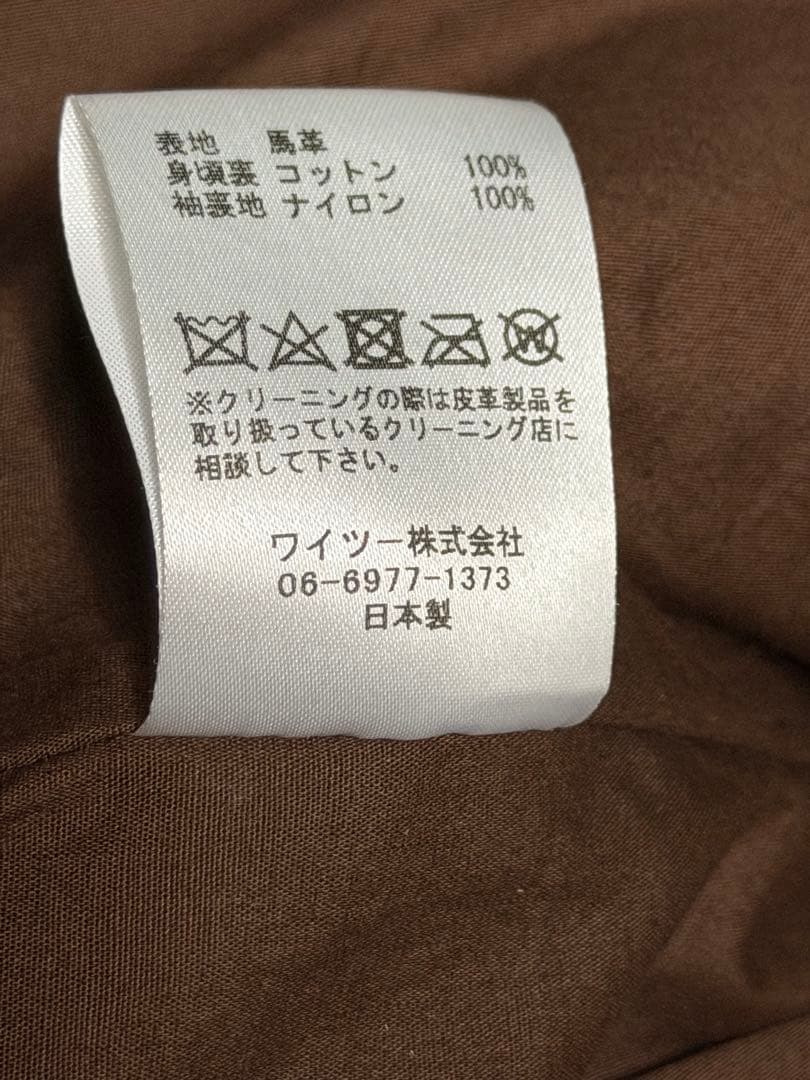 表地 馬革
身頃裏 コットン 100%
袖裏地 ナイロン 100%
W
※クリーニングの際は皮革製品を
取り扱っているクリーニング店に
相談して下さい。
ワイツー株式会社
06-6977-1373
日本製